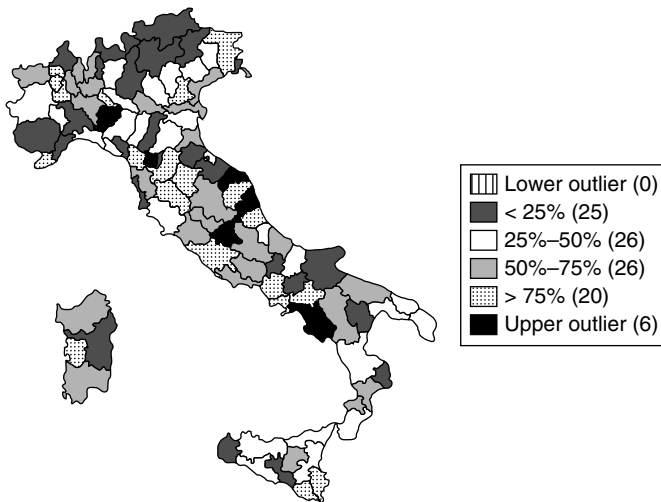 Lower outlier (0)
< 25% (25)
25%–50% (26)
50%–75% (26)
> 75% (20)
Upper outlier (6)